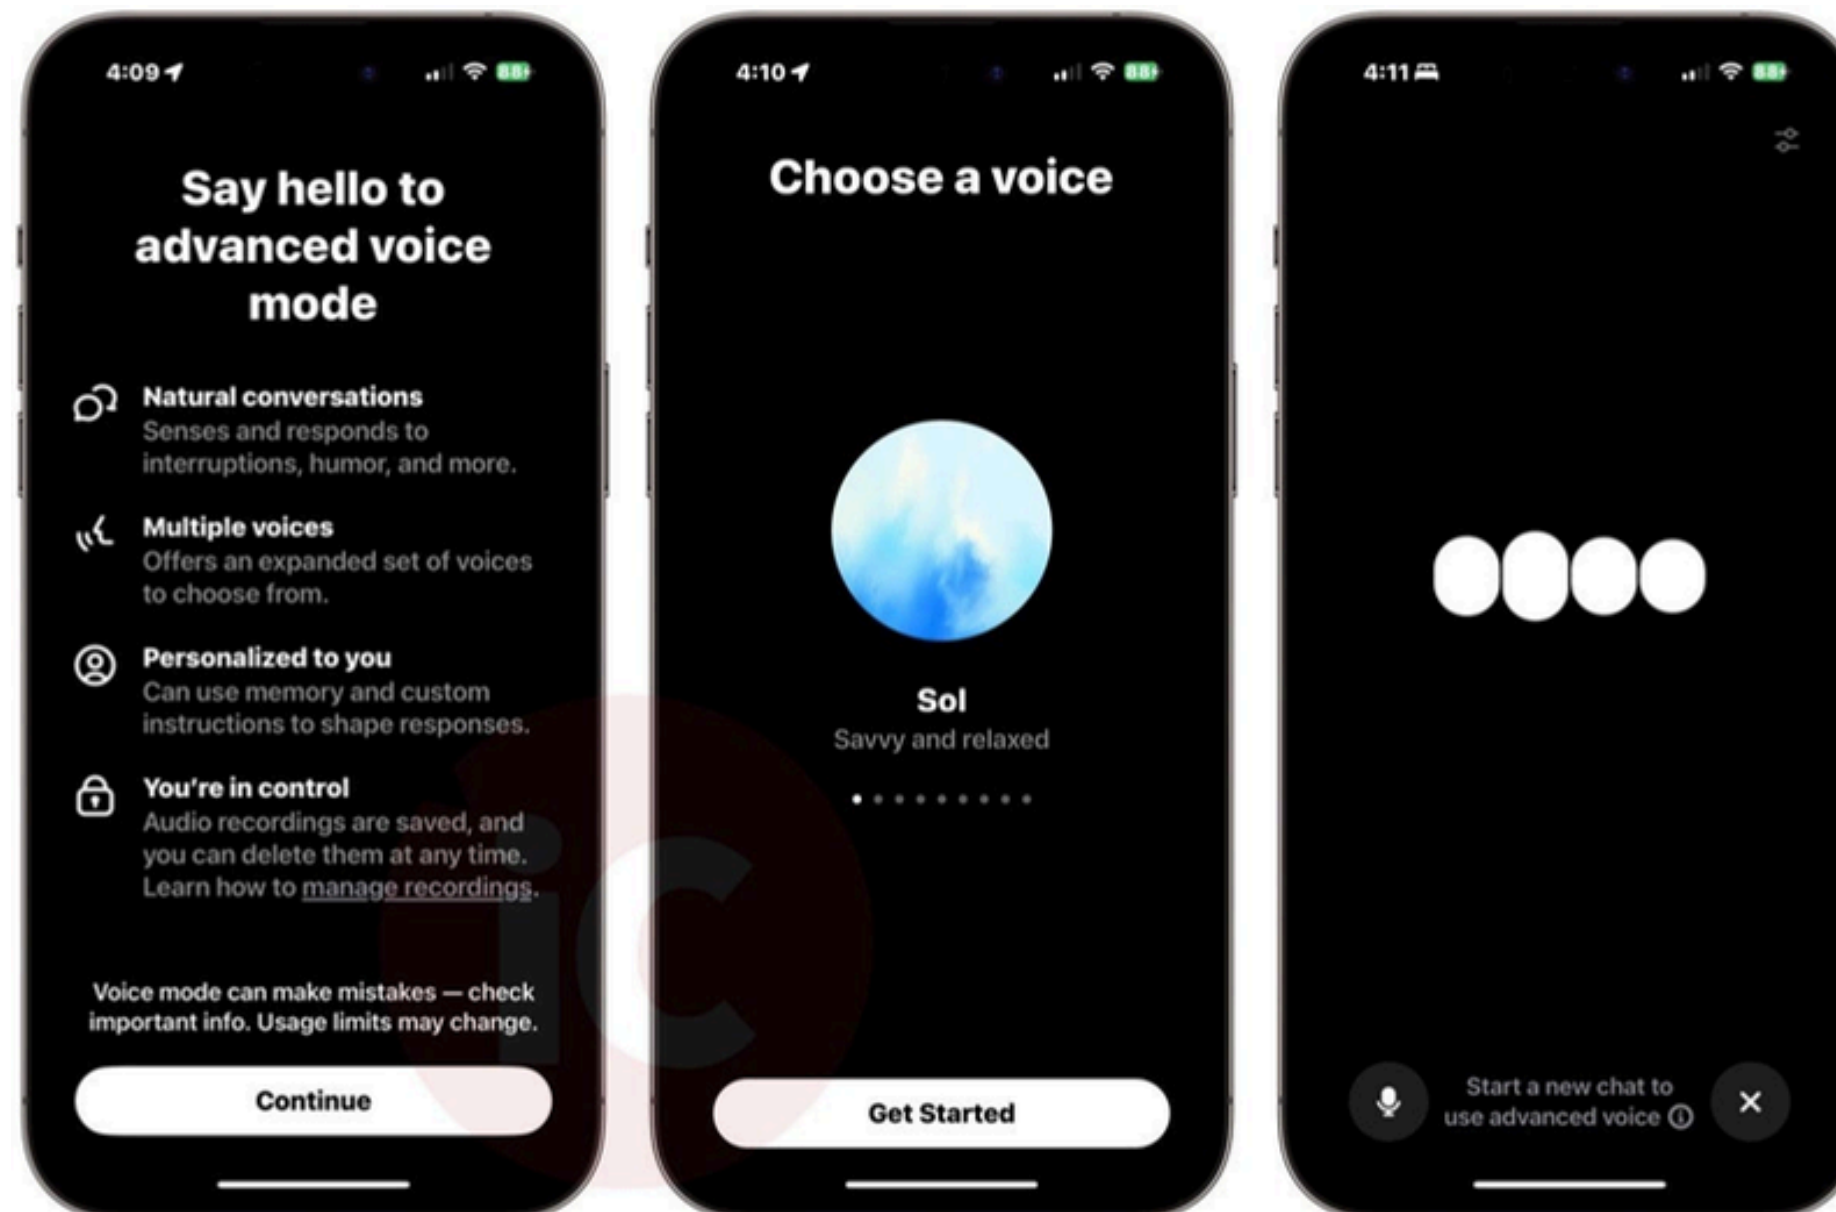 4:09
88
Say hello to
advanced voice
mode
Natural conversations
Senses and responds to
interruptions, humor, and more.
Multiple voices
Offers an expanded set of voices
to choose from.
Personalized to you
Can use memory and custom
instructions to shape responses.
You’re in control
Audio recordings are saved, and
you can delete them at any time.
Learn how to manage recordings.
Voice mode can make mistakes — check
important info. Usage limits may change.
Continue
iC
4:10
88
Choose a voice
Sol
Savvy and relaxed
Get Started
4:11
88
Start a new chat to
use advanced voice